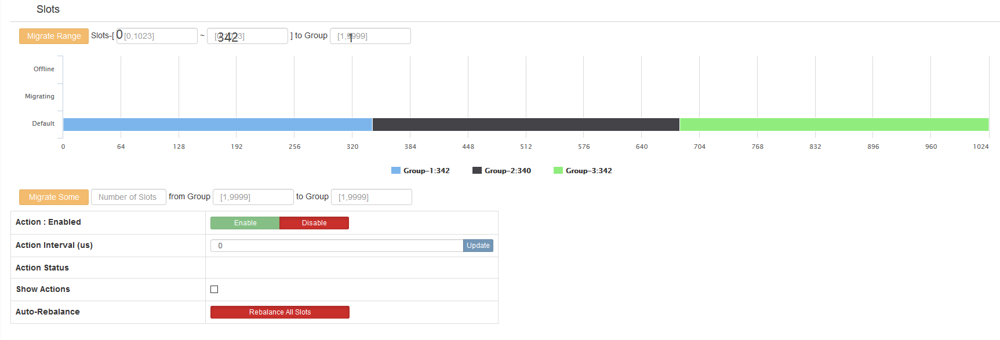 Slots
Migrate Range Slots-[ 0 [0,1023] ~ 342 ] to Group 1 [1,9999]
Offline
Migrating
Default
0 64 128 192 256 320 384 448 512 576 640 704 768 832 896 960 1024
Group-1:342 Group-2:340 Group-3:342
Migrate Some Number of Slots from Group [1,9999] to Group [1,9999]
Action : Enabled Enable Disable
Action Interval (us) 0 Update
Action Status
Show Actions
Auto-Rebalance Rebalance All Slots